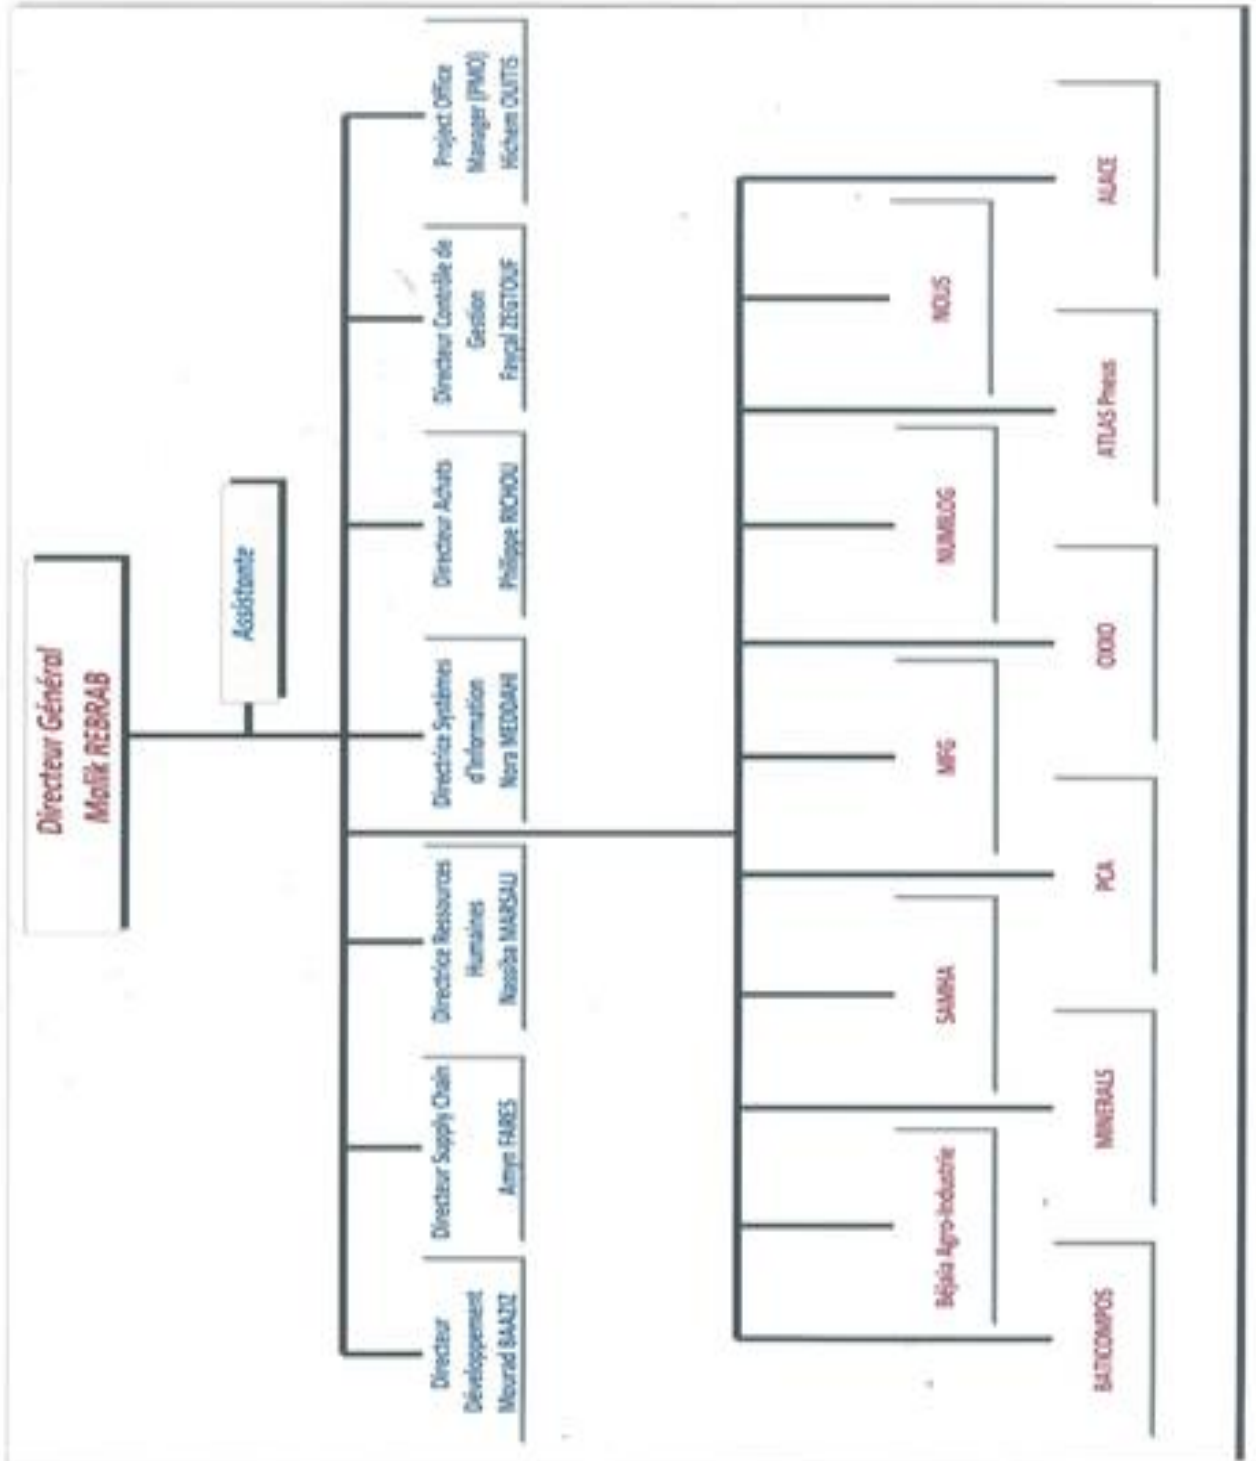 Directeur Général
Malik REBRAB
Assistante
Directeur
Développement
Mourad BAAZIZ
Directeur Supply Chain
Amyn FARES
Directrice Ressources
Humaines
Nassiba MARSALI
Directrice Systèmes
d'Information
Nora MEDDAHI
Directeur Achats
Philippe RICHOU
Directeur Contrôle de
Gestion
Fayçal ZEGTOUF
Project Office
Manager (PMO)
Hichem OUITIS
Béjaia Agro-Industrie
SAMHA
MFG
NUMILOG
NOUS
BATICOMPOS
MINERALS
PCA
OXXO
ATLAS Pneus
ALACE